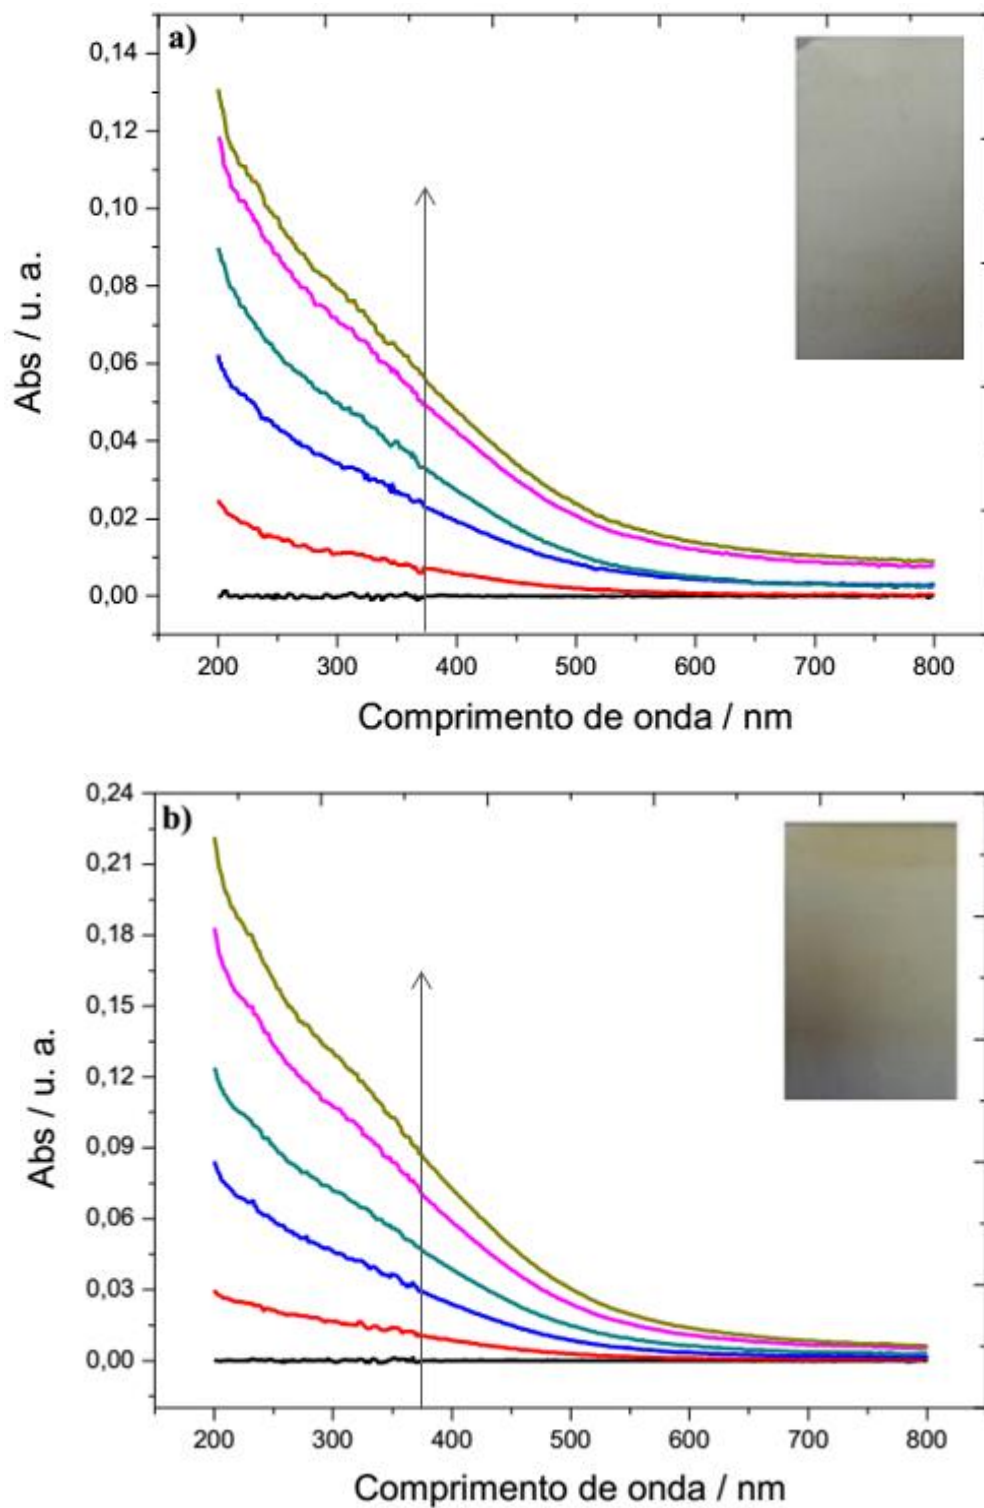 a)
0,14
0,12
0,10
0,08
0,06
0,04
0,02
0,00
Abs / u. a.
200 300 400 500 600 700 800
Comprimento de onda / nm
b)
0,24
0,21
0,18
0,15
0,12
0,09
0,06
0,03
0,00
Abs / u. a.
200 300 400 500 600 700 800
Comprimento de onda / nm